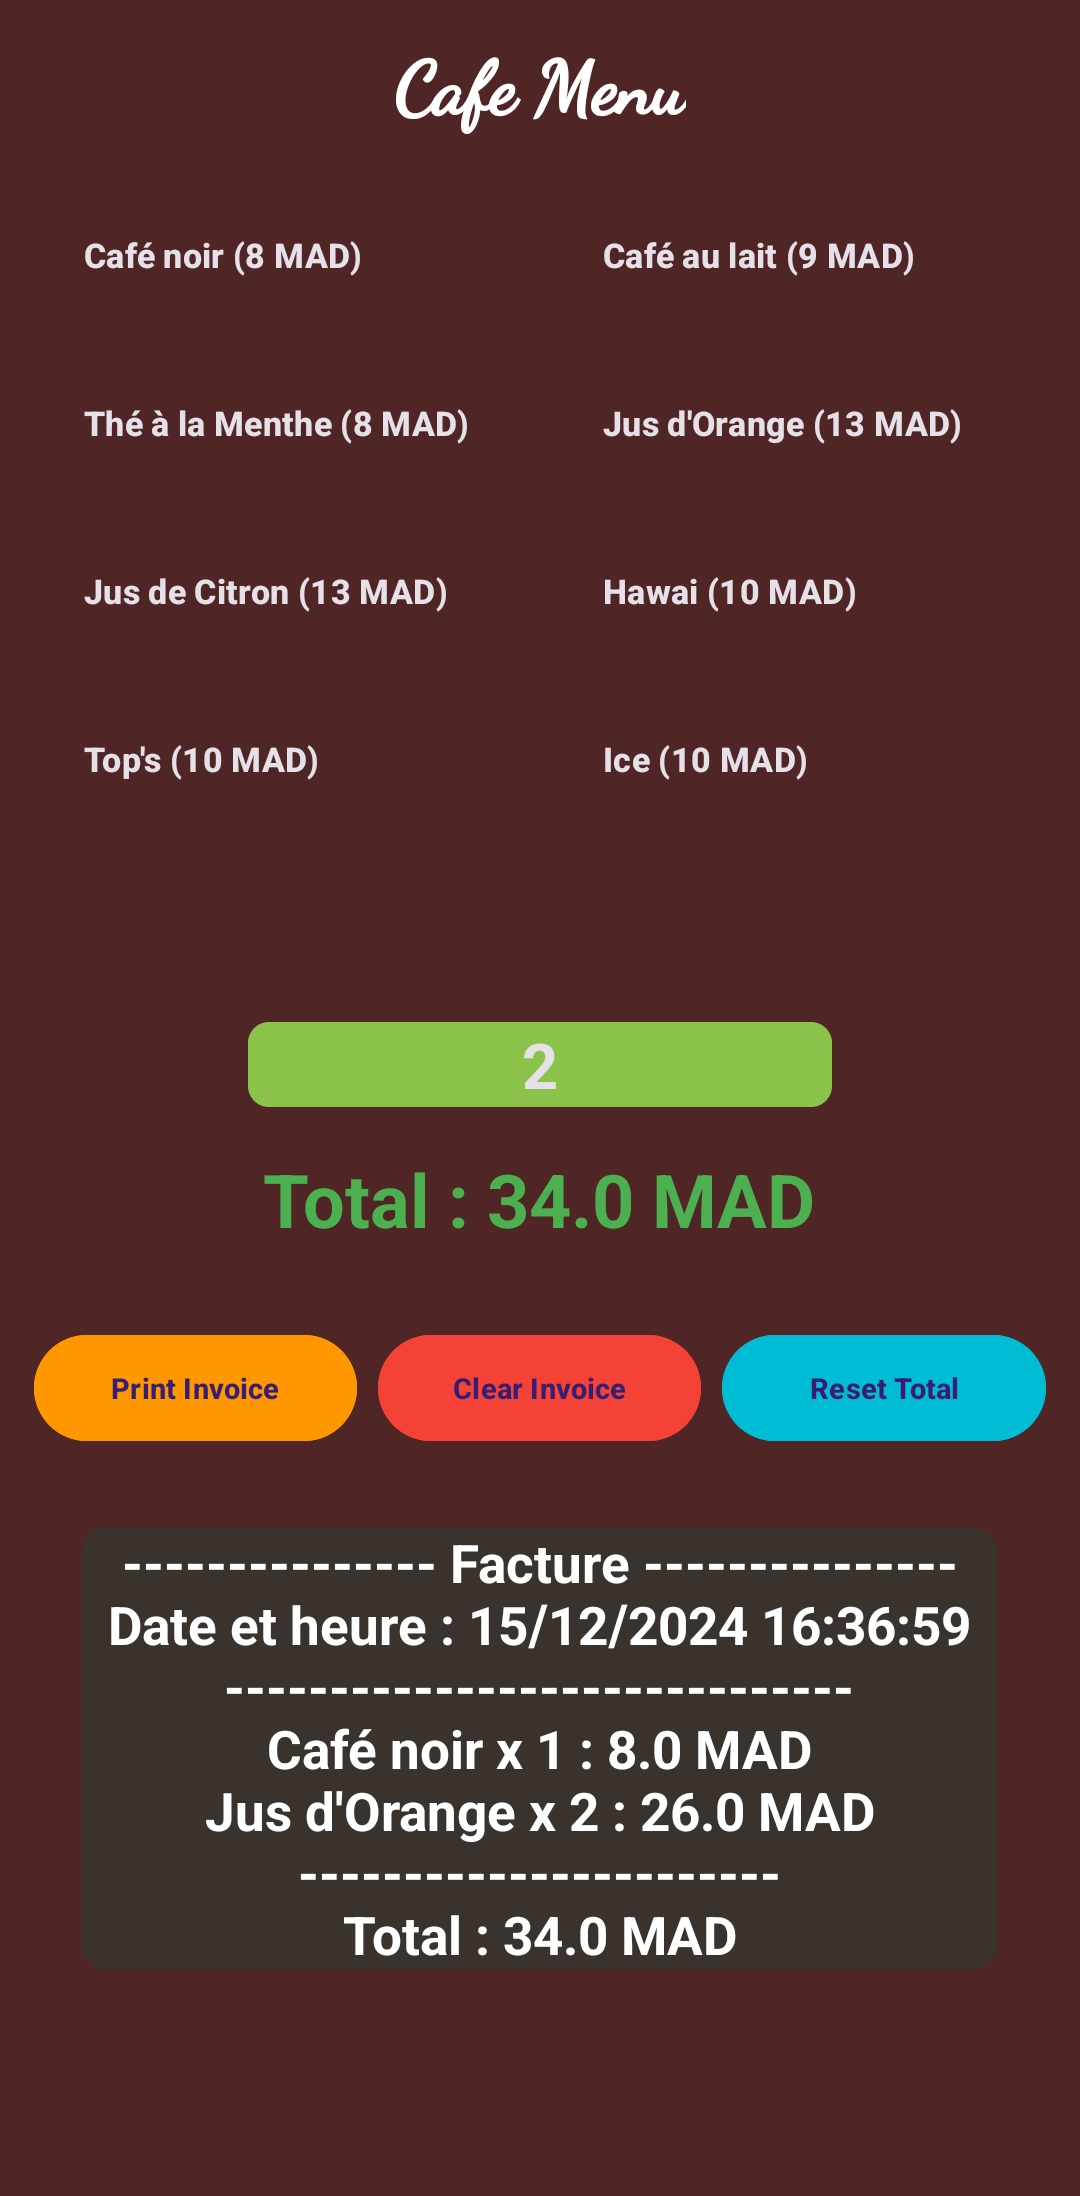 Cafe Menu
Café noir (8 MAD)
Café au lait (9 MAD)
Thé à la Menthe (8 MAD)
Jus d'Orange (13 MAD)
Jus de Citron (13 MAD)
Hawai (10 MAD)
Top's (10 MAD)
Ice (10 MAD)
2
Total : 34.0 MAD
Print Invoice
Clear Invoice
Reset Total
--------------- Facture ---------------
Date et heure : 15/12/2024 16:36:59
------------------------------
Café noir x 1 : 8.0 MAD
Jus d'Orange x 2 : 26.0 MAD
-----------------------
Total : 34.0 MAD